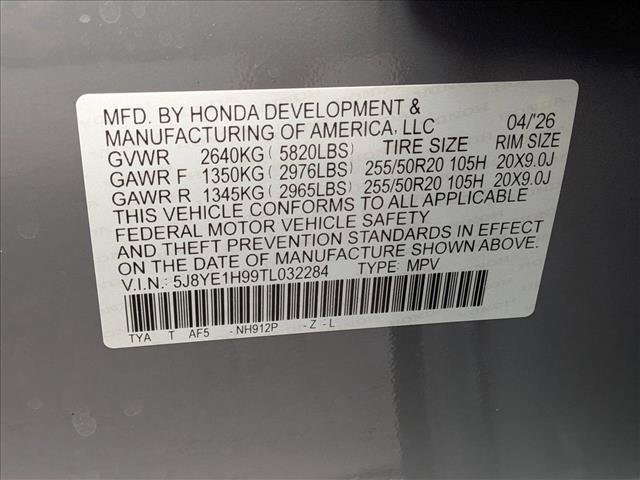 MFD. BY HONDA DEVELOPMENT &
MANUFACTURING OF AMERICA, LLC 04/26
GVWR 2640KG ( 5820LBS) TIRE SIZE RIM SIZE
GAWR F 1350KG ( 2976LBS) 255/50R20 105H 20X9.0J
GAWR R 1345KG ( 2965LBS) 255/50R20 105H 20X9.0J
THIS VEHICLE CONFORMS TO ALL APPLICABLE
FEDERAL MOTOR VEHICLE SAFETY
AND THEFT PREVENTION STANDARDS IN EFFECT
ON THE DATE OF MANUFACTURE SHOWN ABOVE.
V.I.N.: 5J8YE1H99TL032284 TYPE: MPV
TYA T AF5 -NH912P -Z-L